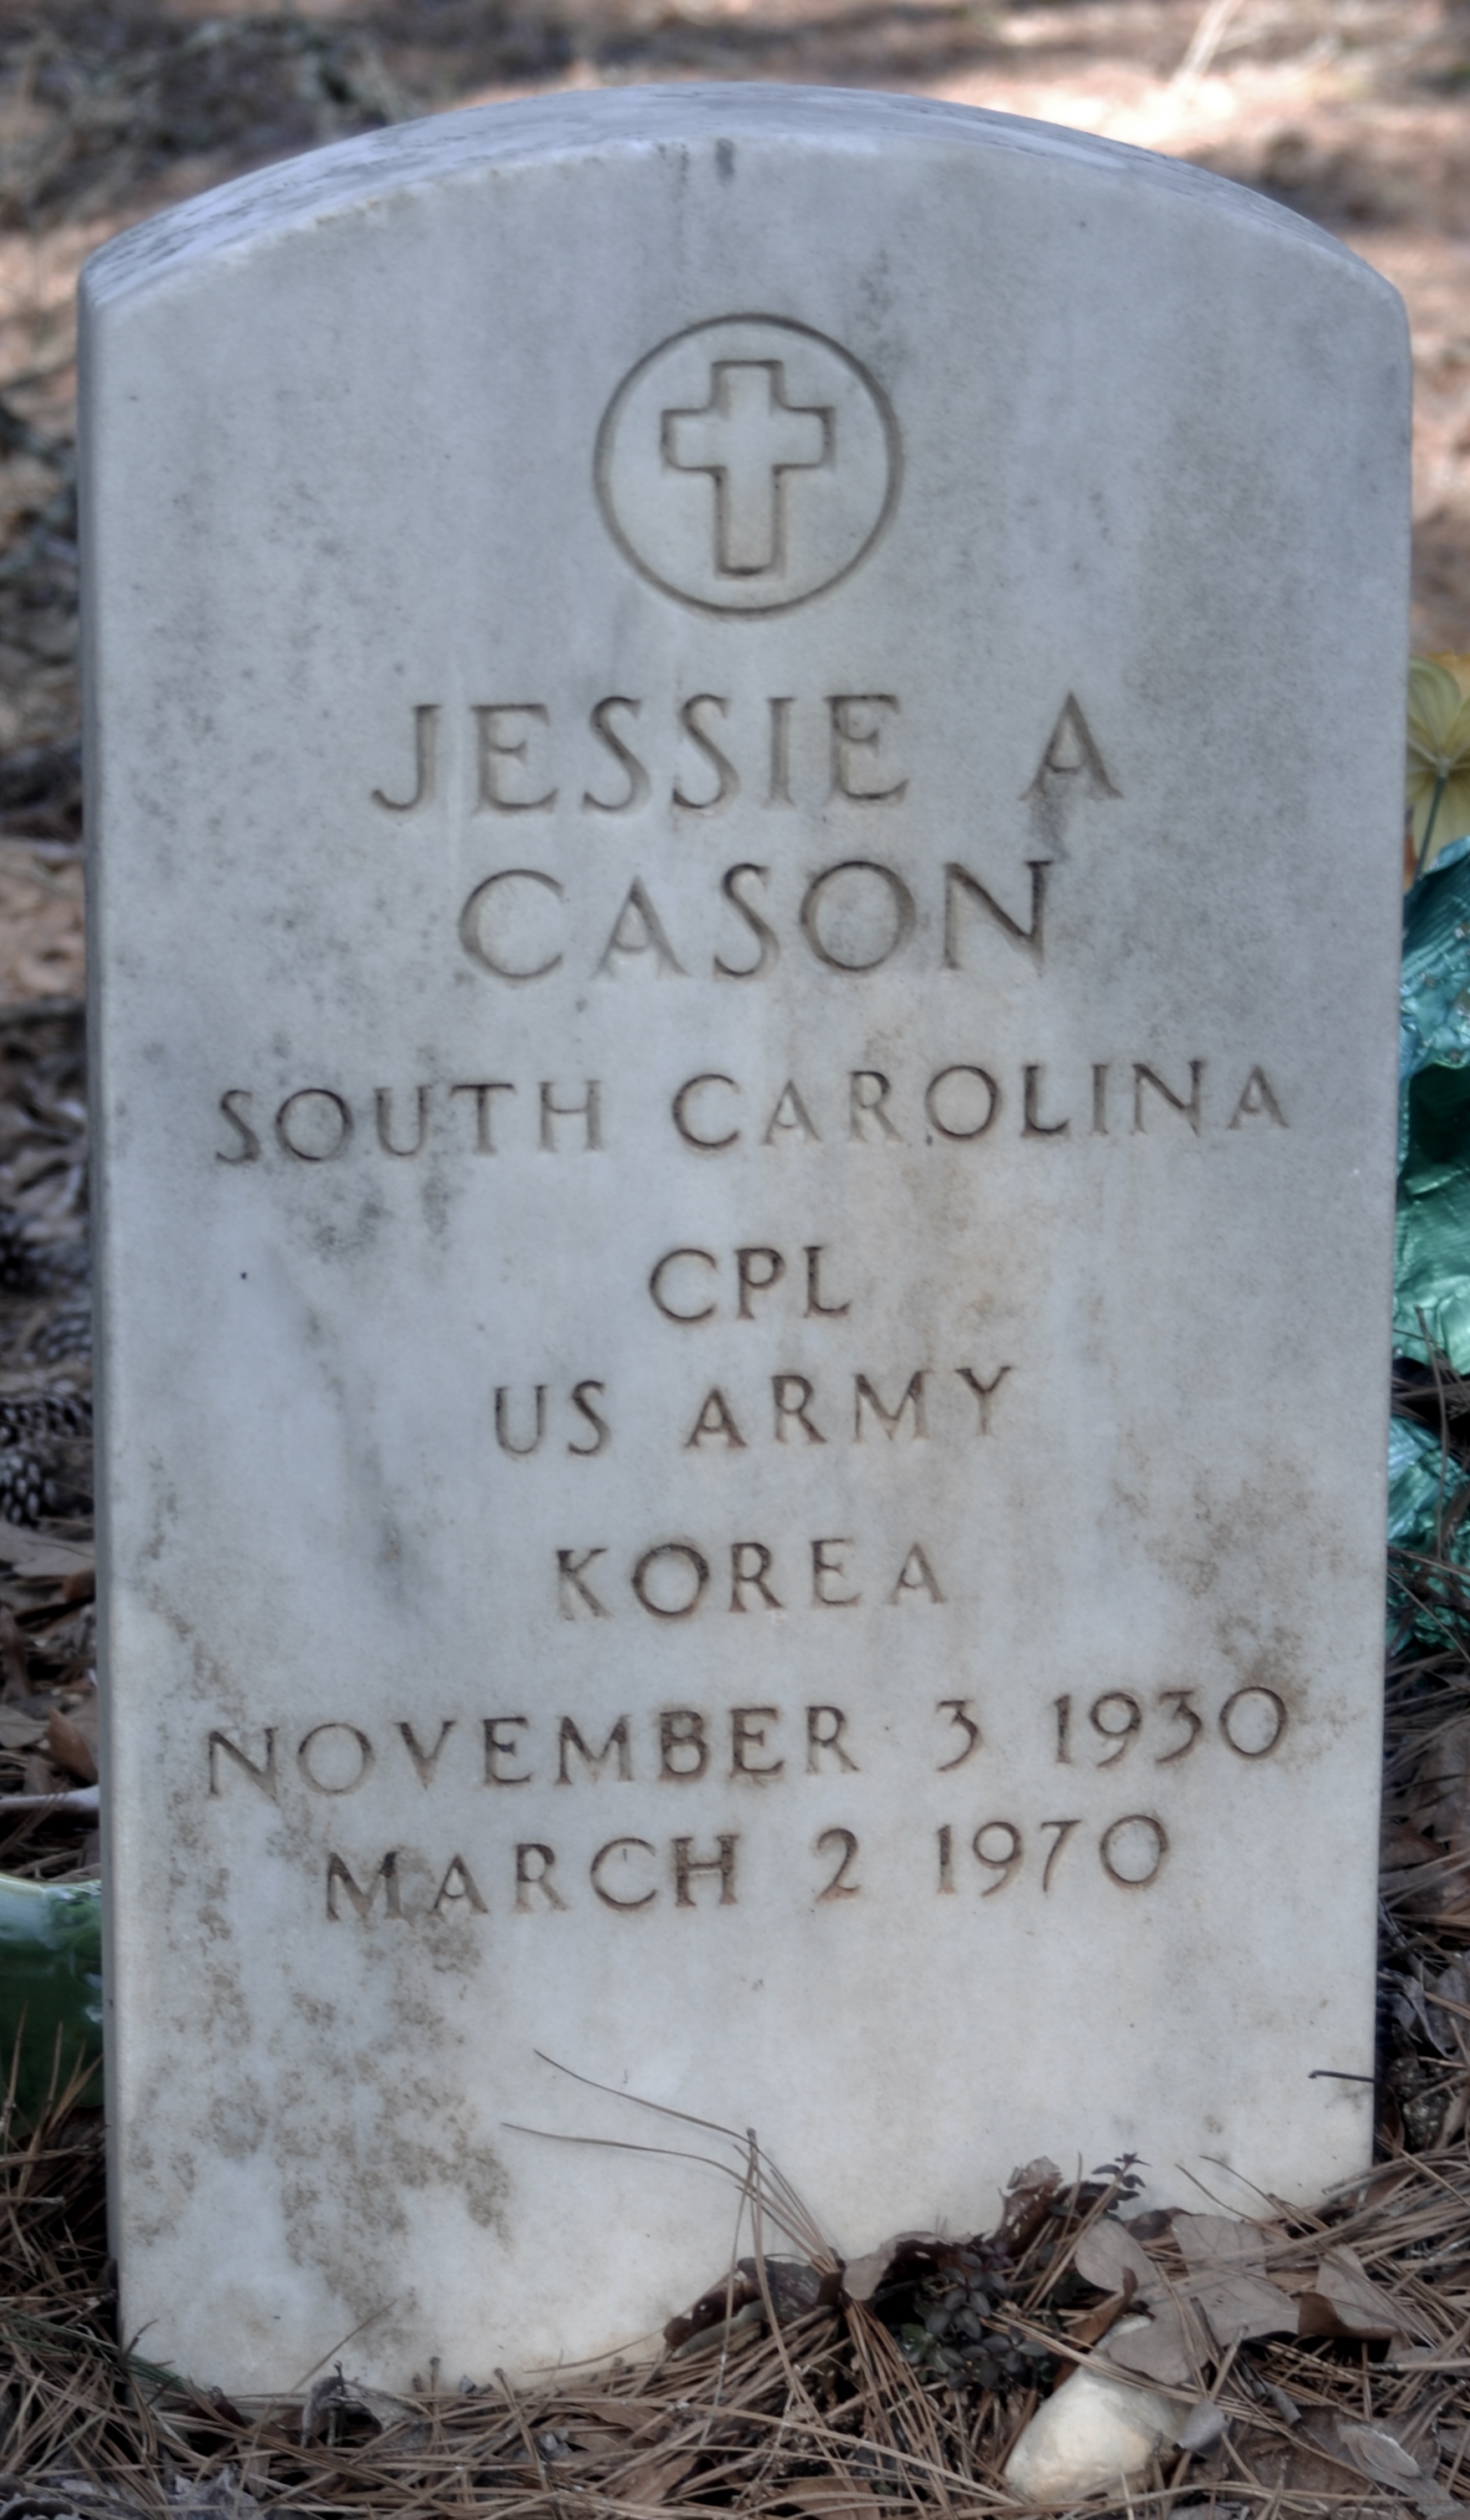 JESSIE A
CASON
SOUTH CAROLINA
CPL
US ARMY
KOREA
NOVEMBER 3 1930
MARCH 2 1970